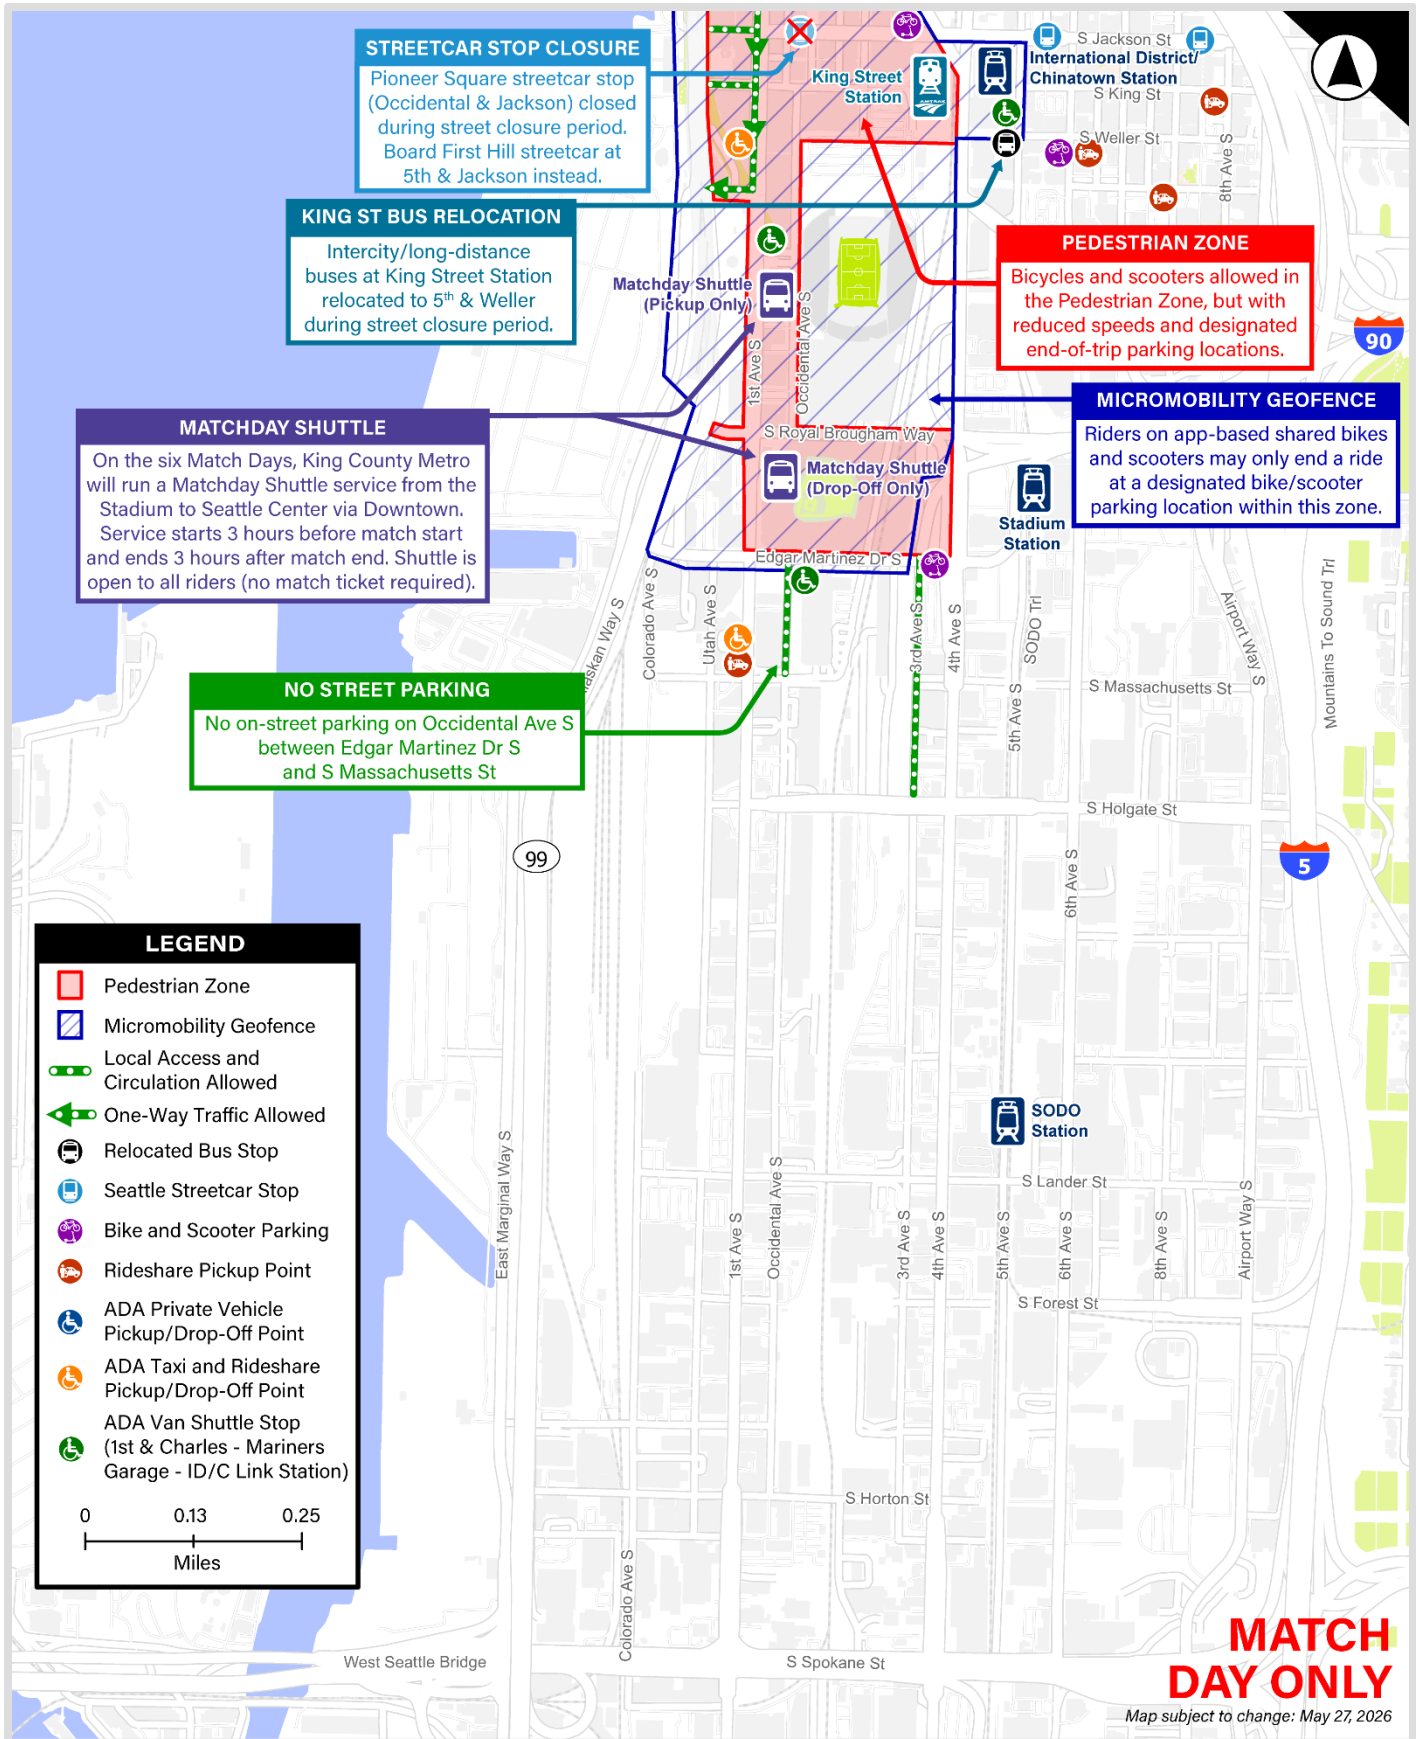 STREETCAR STOP CLOSURE
Pioneer Square streetcar stop
(Occidental & Jackson) closed
during street closure period.
Board First Hill streetcar at
5th & Jackson instead.
KING ST BUS RELOCATION
Intercity/long-distance
buses at King Street Station
relocated to 5th & Weller
during street closure period.
King Street
Station
AMTRAK
S Jackson St
International District/
Chinatown Station
S King St
S Weller St
8th Ave S
PEDESTRIAN ZONE
Bicycles and scooters allowed in
the Pedestrian Zone, but with
reduced speeds and designated
end-of-trip parking locations.
90
Matchday Shuttle
(Pickup Only)
1st Ave S
Occidental Ave S
MICROMOBILITY GEOFENCE
Riders on app-based shared bikes
and scooters may only end a ride
at a designated bike/scooter
parking location within this zone.
MATCHDAY SHUTTLE
On the six Match Days, King County Metro
will run a Matchday Shuttle service from the
Stadium to Seattle Center via Downtown.
Service starts 3 hours before match start
and ends 3 hours after match end. Shuttle is
open to all riders (no match ticket required).
S Royal Brougham Way
Matchday Shuttle
(Drop-Off Only)
Stadium
Station
Edgar Martinez Dr S
Colorado Ave S
Utah Ave S
3rd Ave S
4th Ave S
SODO Trl
Airport Way S
Mountains To Sound Trl
askan Way S
NO STREET PARKING
No on-street parking on Occidental Ave S
between Edgar Martinez Dr S
and S Massachusetts St
S Massachusetts St
5th Ave S
S Holgate St
99
5
6th Ave S
LEGEND
Pedestrian Zone
Micromobility Geofence
Local Access and
Circulation Allowed
One-Way Traffic Allowed
Relocated Bus Stop
Seattle Streetcar Stop
Bike and Scooter Parking
Rideshare Pickup Point
ADA Private Vehicle
Pickup/Drop-Off Point
ADA Taxi and Rideshare
Pickup/Drop-Off Point
ADA Van Shuttle Stop
(1st & Charles - Mariners
Garage - ID/C Link Station)
0 0.13 0.25
Miles
SODO
Station
S Lander St
East Marginal Way S
1st Ave S
Occidental Ave S
3rd Ave S
4th Ave S
5th Ave S
6th Ave S
8th Ave S
Airport Way S
S Forest St
S Horton St
Colorado Ave S
West Seattle Bridge
S Spokane St
MATCH
DAY ONLY
Map subject to change: May 27, 2026